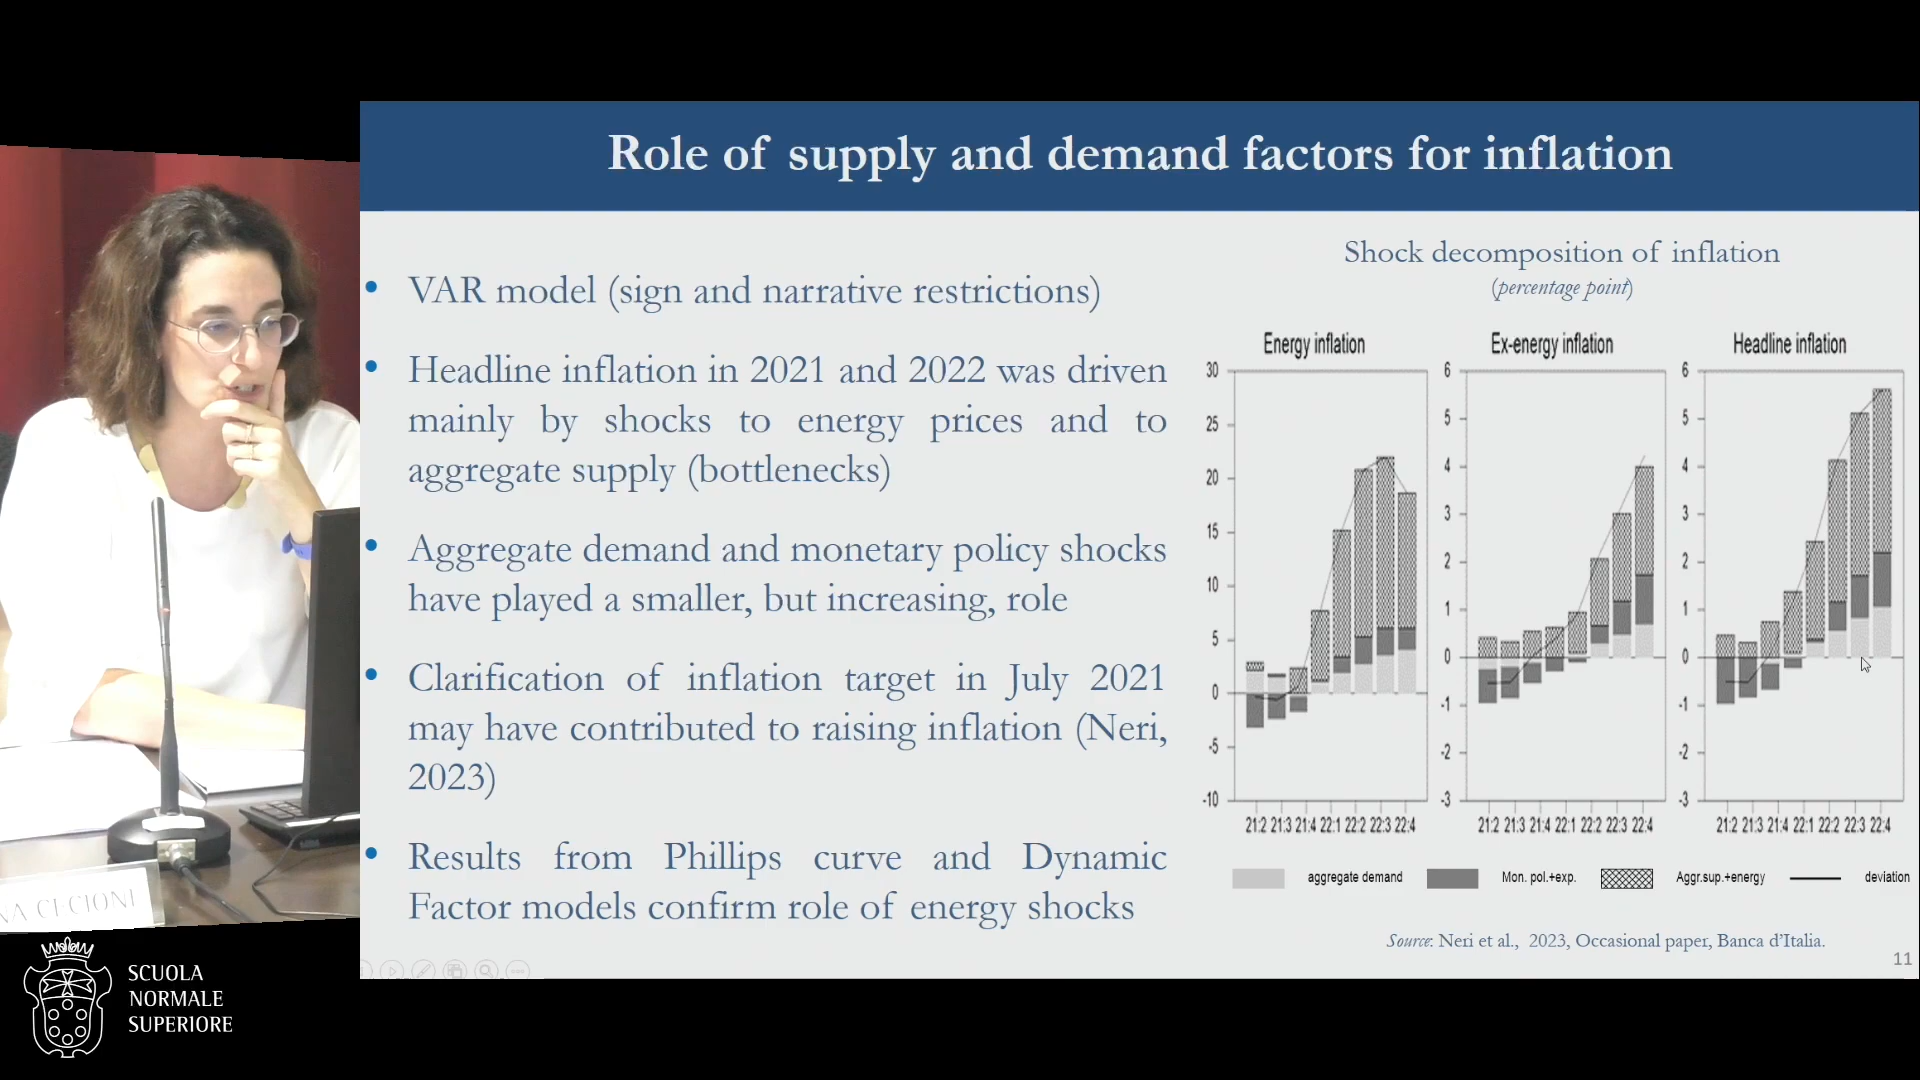 Role of supply and demand factors for inflation
• VAR model (sign and narrative restrictions)
• Headline inflation in 2021 and 2022 was driven
mainly by shocks to energy prices and to
aggregate supply (bottlenecks)
• Aggregate demand and monetary policy shocks
have played a smaller, but increasing, role
• Clarification of inflation target in July 2021
may have contributed to raising inflation (Neri,
2023)
• Results from Phillips curve and Dynamic
Factor models confirm role of energy shocks
Shock decomposition of inflation
(percentage point)
Energy inflation
30
25
20
15
10
5
0
-5
-10
21:2 21:3 21:4 22:1 22:2 22:3 22:4
Ex-energy inflation
6
5
4
3
2
1
0
-1
-2
-3
21:2 21:3 21:4 22:1 22:2 22:3 22:4
Headline inflation
6
5
4
3
2
1
0
-1
-2
-3
21:2 21:3 21:4 22:1 22:2 22:3 22:4
aggregate demand Mon. pol.+exp. Aggr.sup.+energy deviation
Source: Neri et al., 2023, Occasional paper, Banca d'Italia.
11
CECIONI
SCUOLA
NORMALE
SUPERIORE